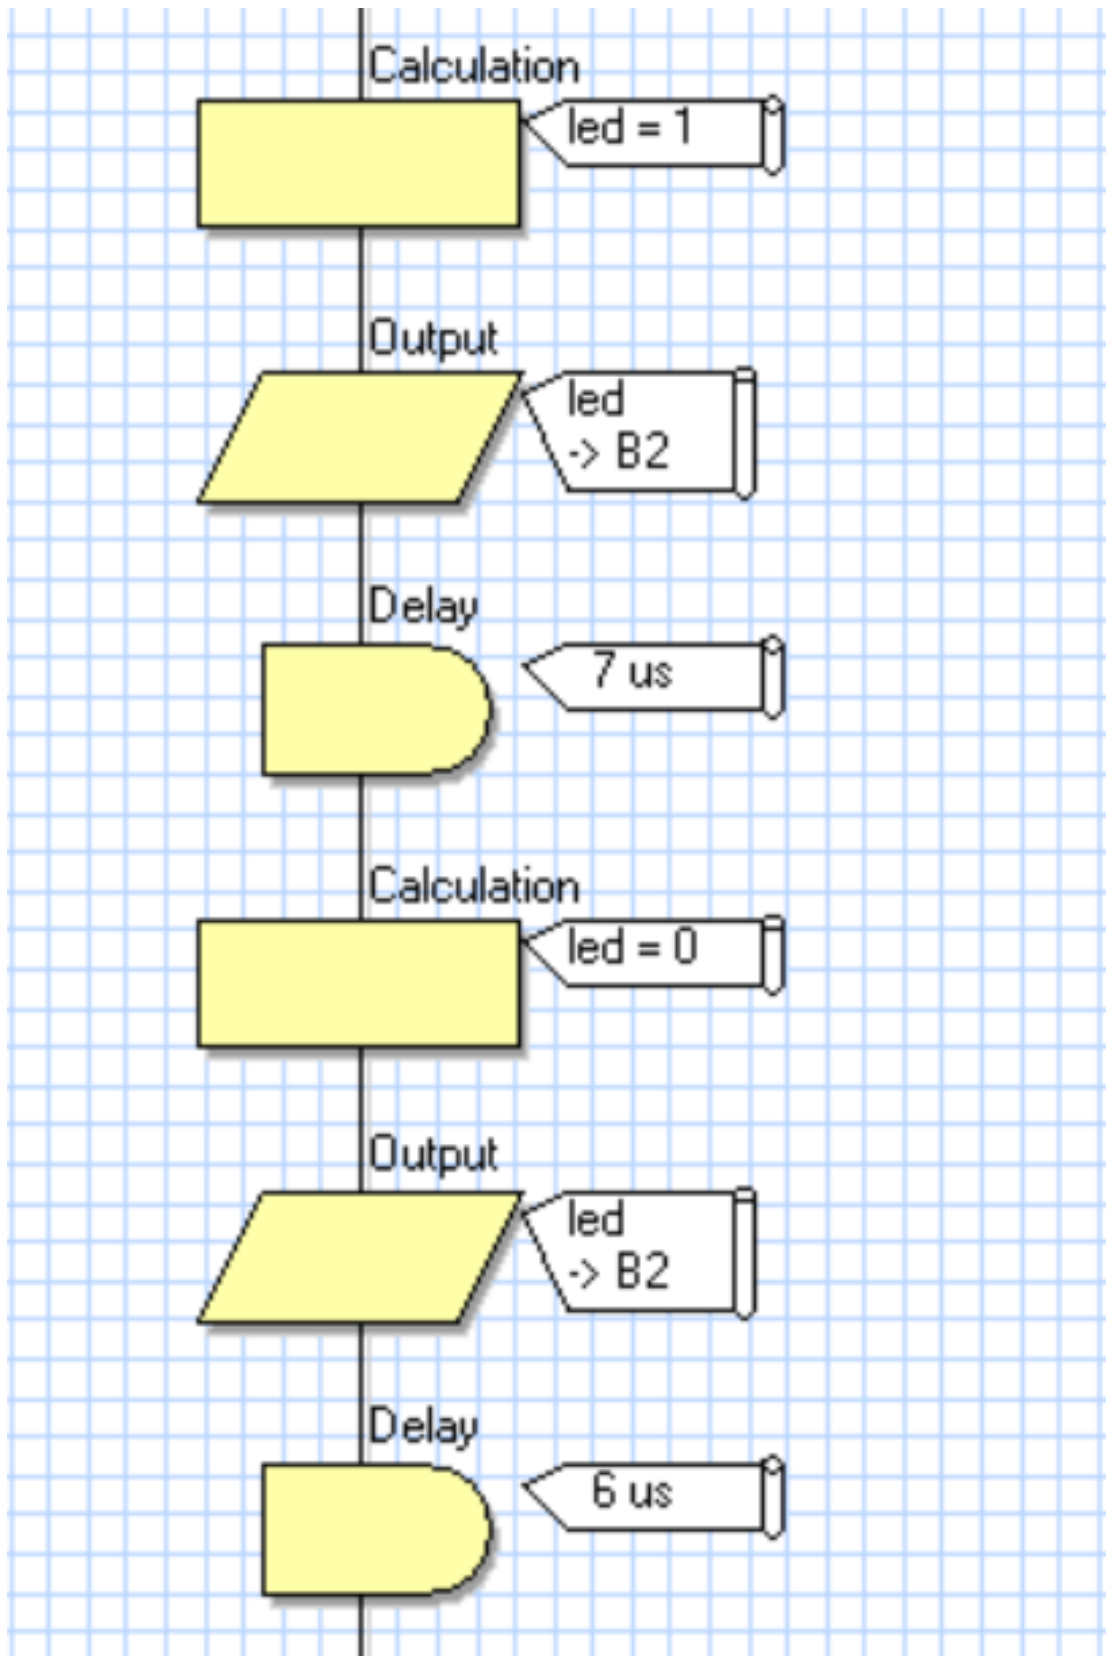 Calculation
led = 1
Output
led
-> B2
Delay
7 us
Calculation
led = 0
Output
led
-> B2
Delay
6 us